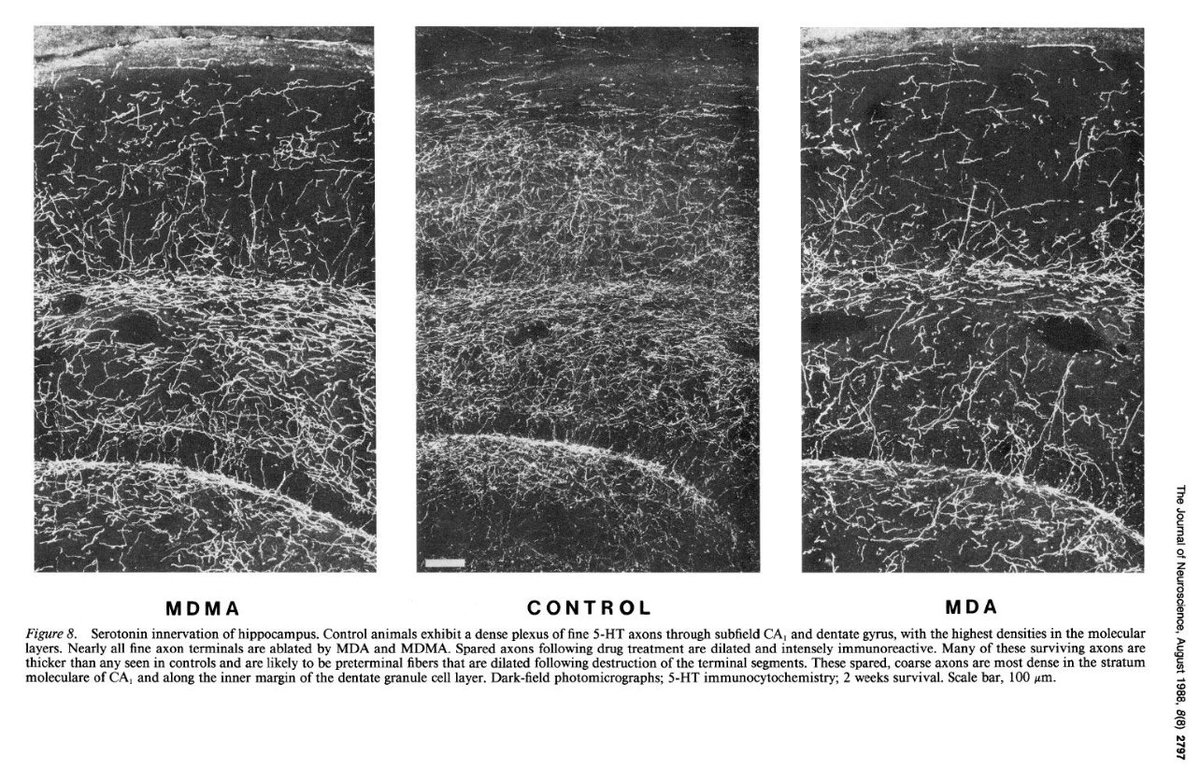 MDMA
CONTROL
MDA
Figure 8. Serotonin innervation of hippocampus. Control animals exhibit a dense plexus of fine 5-HT axons through subfield CA₁ and dentate gyrus, with the highest densities in the molecular
layers. Nearly all fine axon terminals are ablated by MDA and MDMA. Spared axons following drug treatment are dilated and intensely immunoreactive. Many of these surviving axons are
thicker than any seen in controls and are likely to be preterminal fibers that are dilated following destruction of the terminal segments. These spared, coarse axons are most dense in the stratum
moleculare of CA₁ and along the inner margin of the dentate granule cell layer. Dark-field photomicrographs; 5-HT immunocytochemistry; 2 weeks survival. Scale bar, 100 μm.
The Journal of Neuroscience, August 1988, 8(8) 2797